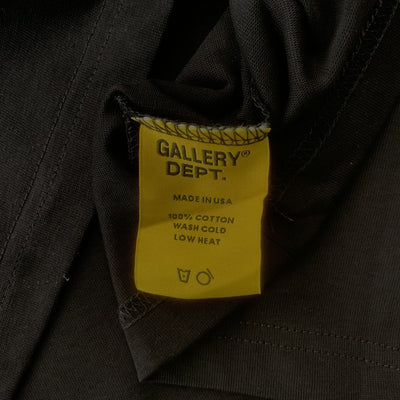 GALLERY®
DEPT.
MADE IN USA
100% COTTON
WASH COLD
LOW HEAT